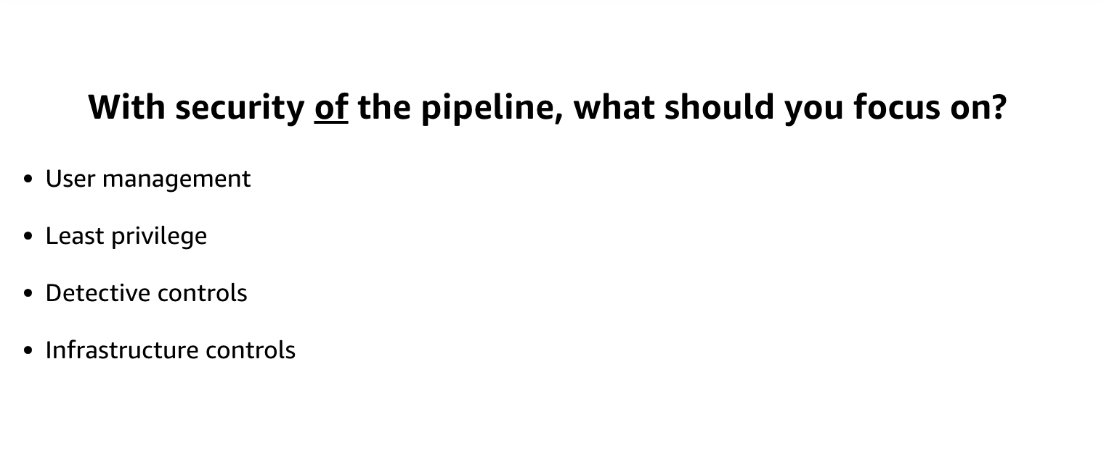 With security of the pipeline, what should you focus on?
• User management
• Least privilege
• Detective controls
• Infrastructure controls